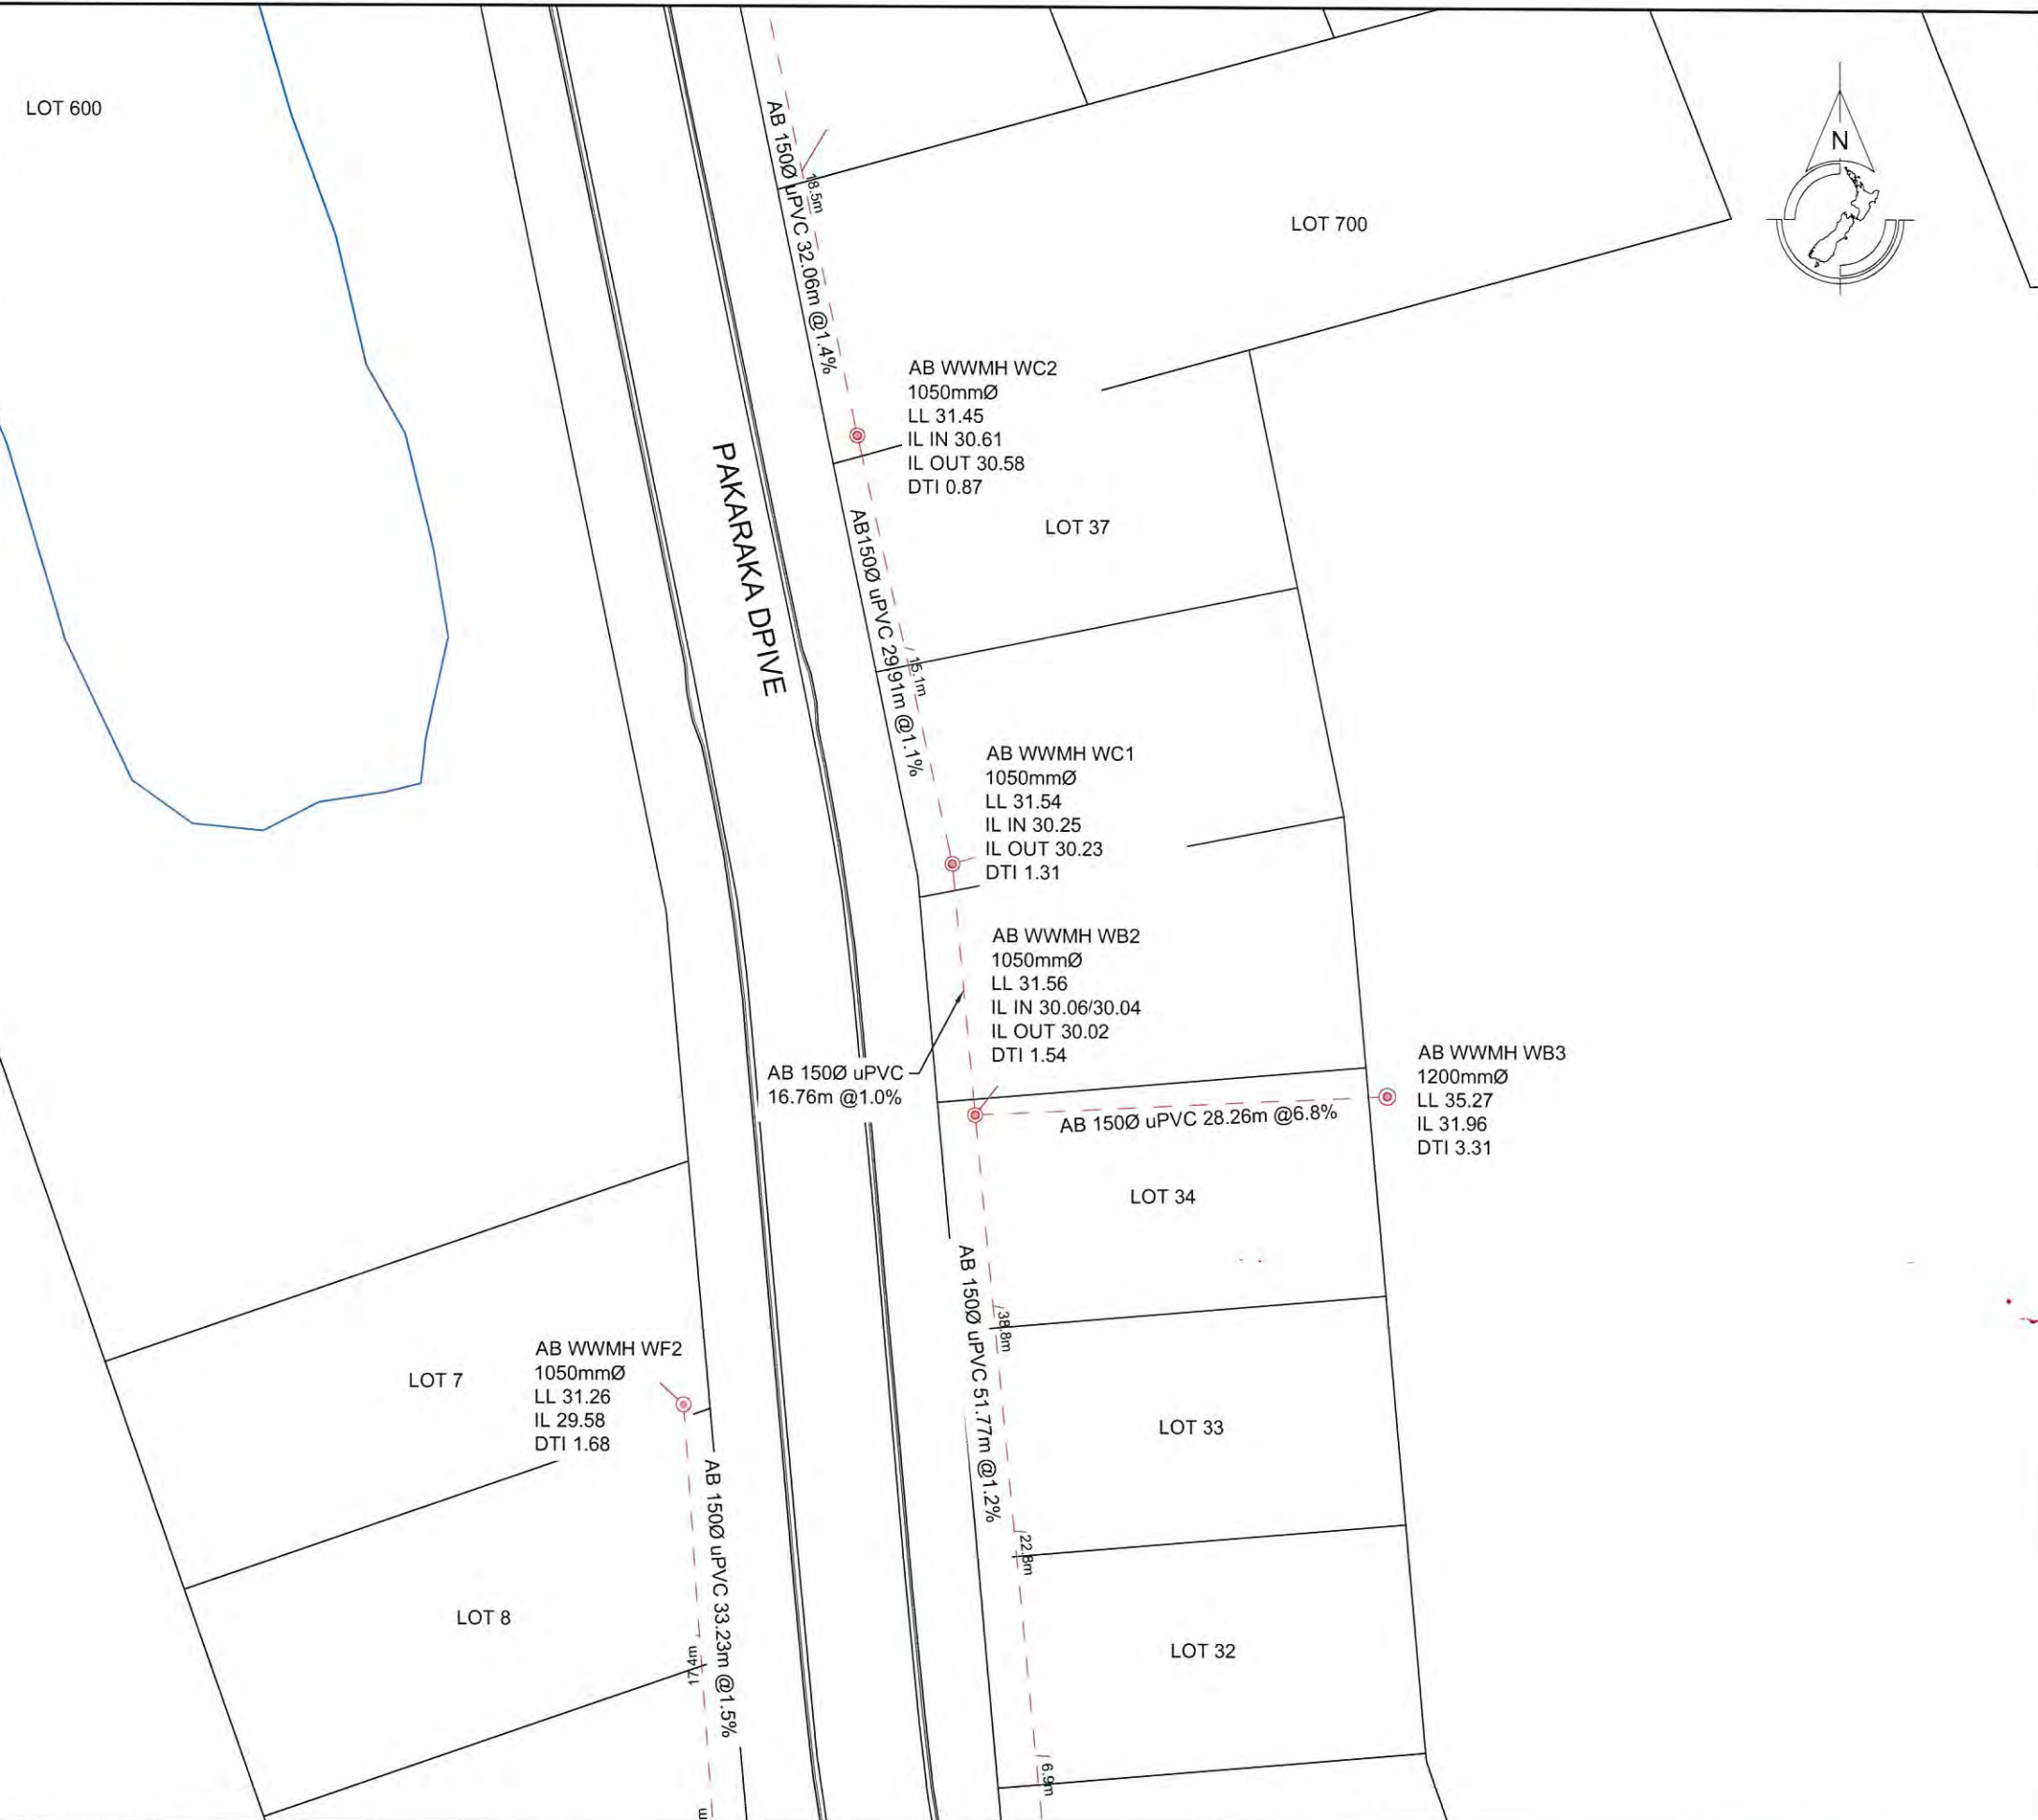 LOT 600
N
LOT 700
AB 150Ø uPVC 32.06m @1.4%
18.5m
AB WWMH WC2
1050mmØ
LL 31.45
IL IN 30.61
IL OUT 30.58
DTI 0.87
PAKARAKA DPIVE
LOT 37
AB150Ø uPVC 29.91m @1.1%
15.1m
AB WWMH WC1
1050mmØ
LL 31.54
IL IN 30.25
IL OUT 30.23
DTI 1.31
AB WWMH WB2
1050mmØ
LL 31.56
IL IN 30.06/30.04
IL OUT 30.02
DTI 1.54
AB 150Ø uPVC
16.76m @1.0%
AB WWMH WB3
1200mmØ
LL 35.27
IL 31.96
DTI 3.31
AB 150Ø uPVC 28.26m @6.8%
LOT 34
AB 150Ø uPVC 51.77m @1.2%
38.8m
AB WWMH WF2
1050mmØ
LL 31.26
IL 29.58
DTI 1.68
LOT 7
LOT 33
AB 150Ø uPVC 33.23m @1.5%
22.8m
LOT 8
LOT 32
17.4m
6.9m
m